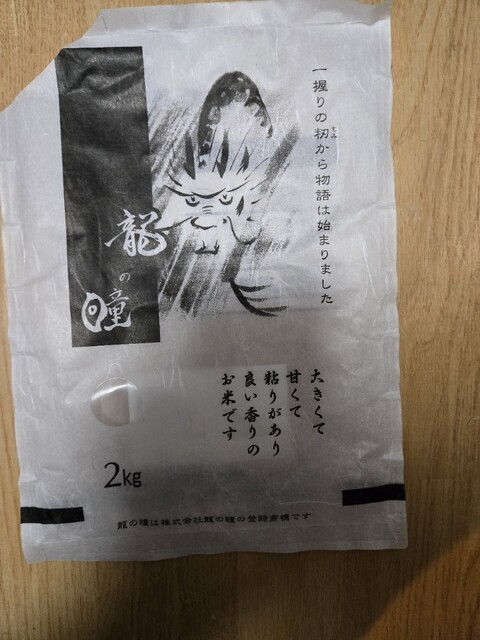 一握りの籾から物語は始まりました
もみ
龍の瞳
大きくて
甘くて
粘りがあり
良い香りの
お米です
2kg
龍の瞳は株式会社龍の瞳の登録商標です